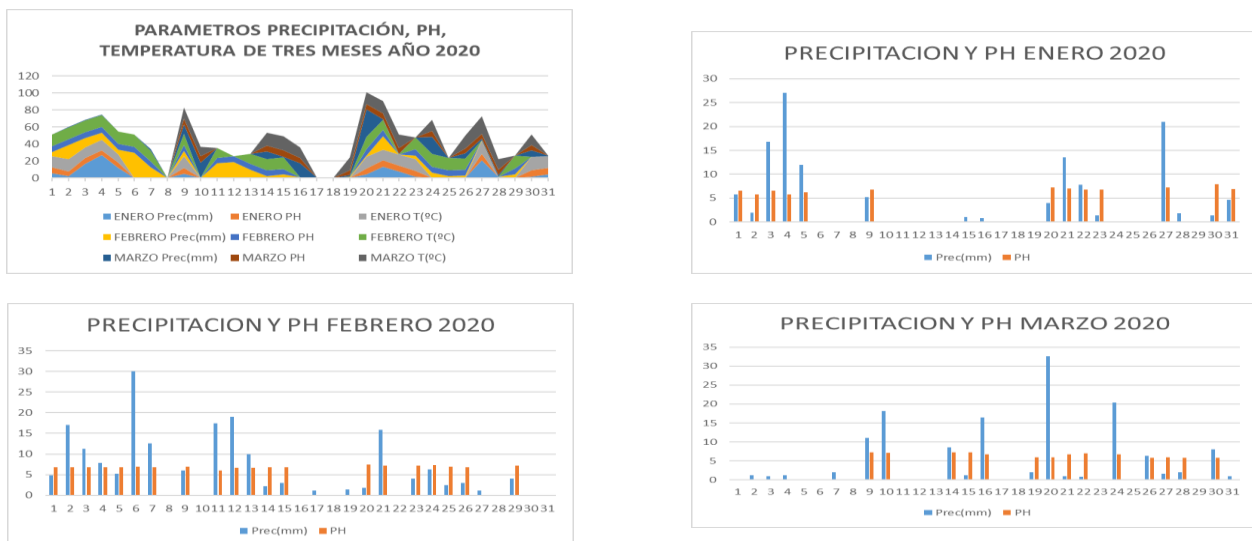 PARAMETROS PRECIPITACIÓN, PH,
TEMPERATURA DE TRES MESES AÑO 2020
120
100
80
60
40
20
0
1 2 3 4 5 6 7 8 9 10 11 12 13 14 15 16 17 18 19 20 21 22 23 24 25 26 27 28 29 30 31
ENERO Prec(mm) ENERO PH ENERO T(ºC)
FEBRERO Prec(mm) FEBRERO PH FEBRERO T(ºC)
MARZO Prec(mm) MARZO PH MARZO T(ºC)
PRECIPITACION Y PH ENERO 2020
30
25
20
15
10
5
0
1 2 3 4 5 6 7 8 9 10 11 12 13 14 15 16 17 18 19 20 21 22 23 24 25 26 27 28 29 30 31
Prec(mm) PH
PRECIPITACION Y PH FEBRERO 2020
35
30
25
20
15
10
5
0
1 2 3 4 5 6 7 8 9 10 11 12 13 14 15 16 17 18 19 20 21 22 23 24 25 26 27 28 29 30 31
Prec(mm) PH
PRECIPITACION Y PH MARZO 2020
35
30
25
20
15
10
5
0
1 2 3 4 5 6 7 8 9 10 11 12 13 14 15 16 17 18 19 20 21 22 23 24 25 26 27 28 29 30 31
Prec(mm) PH